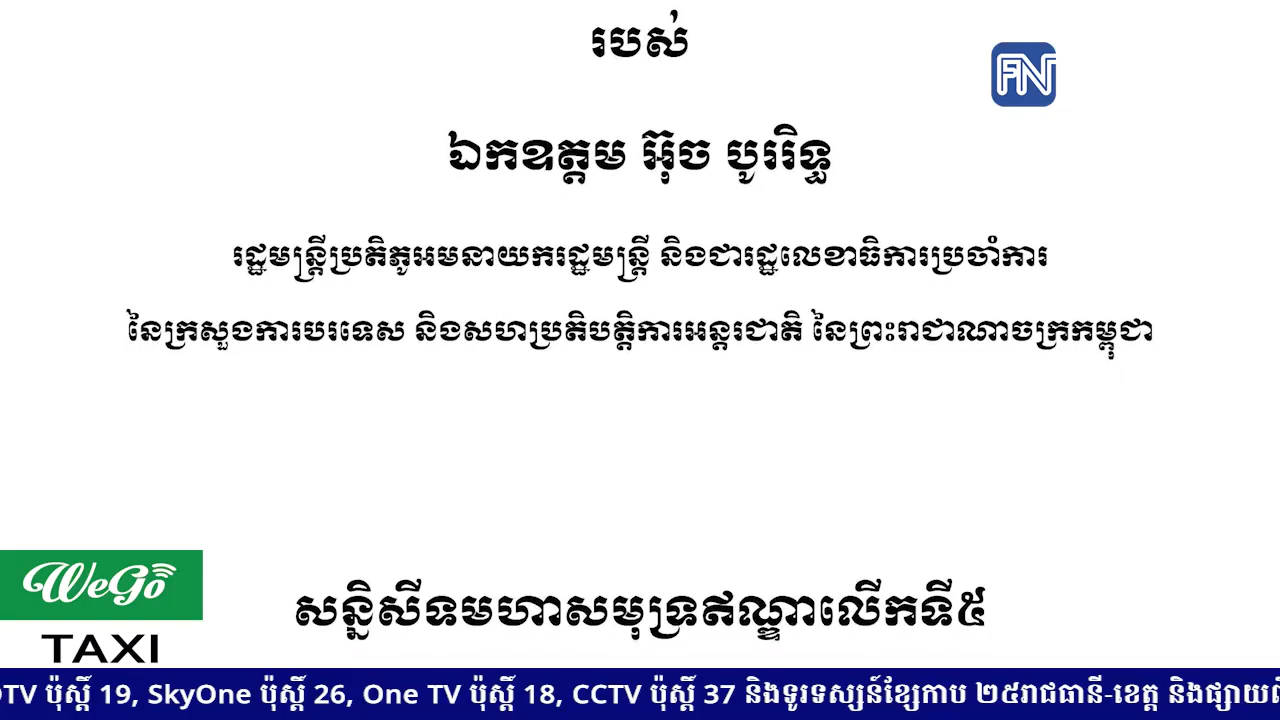 របស់
FN
ឯកឧត្តម អ៊ុច បូររិទ្ធ
រដ្ឋមន្ត្រីប្រតិភូអមនាយករដ្ឋមន្ត្រី និងជារដ្ឋលេខាធិការប្រចាំការ
នៃក្រសួងការបរទេស និងសហប្រតិបត្តិការអន្តរជាតិ នៃព្រះរាជាណាចក្រកម្ពុជា
WeGo
TAXI
សន្និសីទមហាសមុទ្រឥណ្ឌាលើកទី៥
TV ប៉ុស្តិ៍ 19, SkyOne ប៉ុស្តិ៍ 26, One TV ប៉ុស្តិ៍ 18, CCTV ប៉ុស្តិ៍ 37 និងទូរទស្សន៍ខ្សែកាប ២៥រាជធានី-ខេត្ត និងផ្សាយ